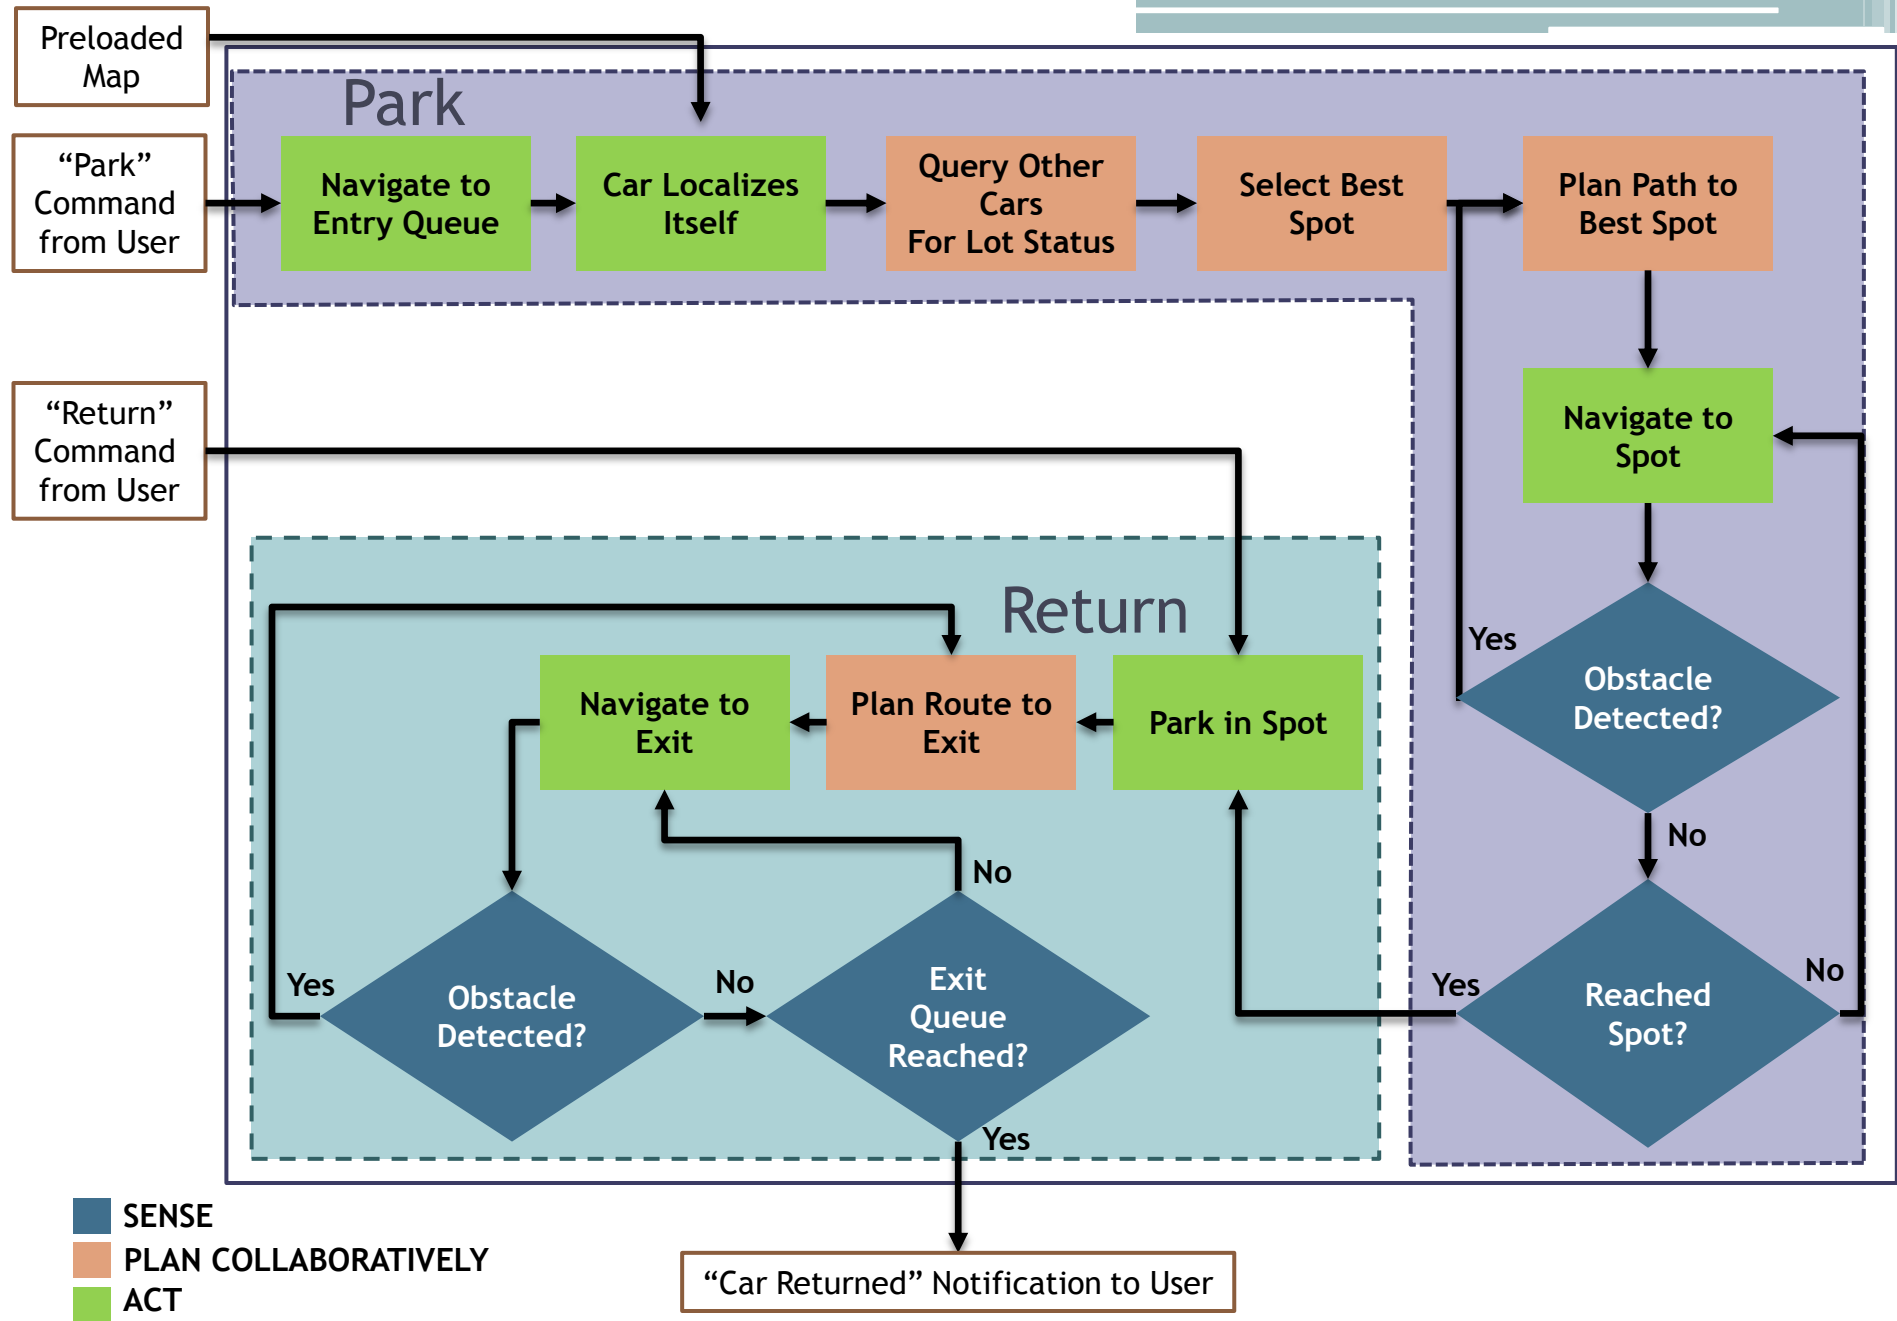 Preloaded
Map
Park
“Park”
Command
from User
Navigate to
Entry Queue
Car Localizes
Itself
Query Other
Cars
For Lot Status
Select Best
Spot
Plan Path to
Best Spot
“Return”
Command
from User
Navigate to
Spot
Return
Yes
Obstacle
Detected?
No
Navigate to
Exit
Plan Route to
Exit
Park in Spot
No
Yes
Obstacle
Detected?
No
Exit
Queue
Reached?
Yes
Yes
Reached
Spot?
No
SENSE
PLAN COLLABORATIVELY
ACT
“Car Returned” Notification to User